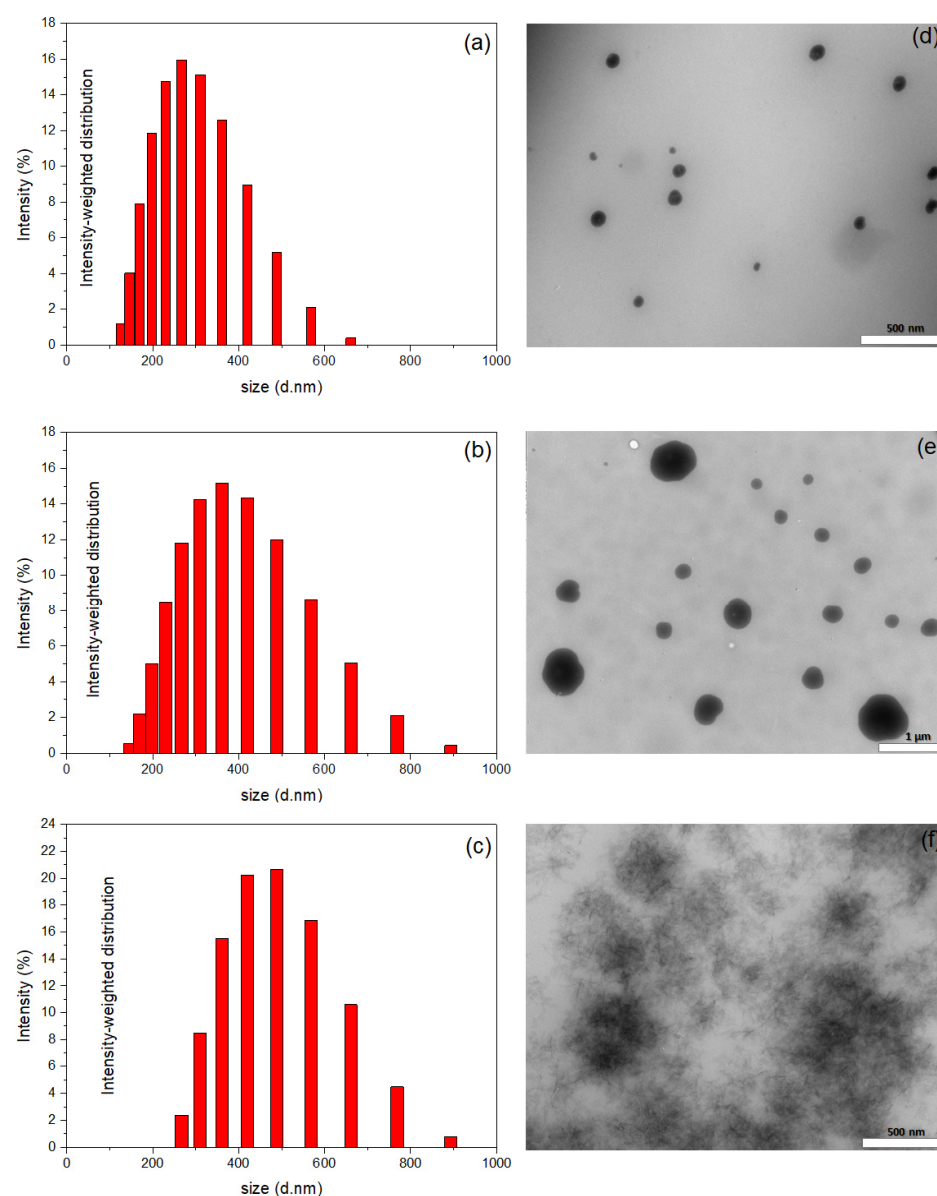 (a)
Intensity (%)
Intensity-weighted distribution
18
16
14
12
10
8
6
4
2
0
0 200 400 600 800 1000
size (d.nm)
(d)
500 nm
(b)
Intensity (%)
Intensity-weighted distribution
18
16
14
12
10
8
6
4
2
0
0 200 400 600 800 1000
size (d.nm)
(e)
1 µm
(c)
Intensity (%)
Intensity-weighted distribution
24
22
20
18
16
14
12
10
8
6
4
2
0
0 200 400 600 800 1000
size (d.nm)
(f)
500 nm